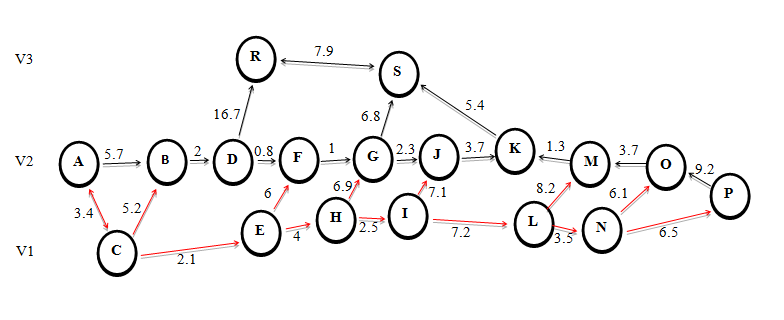 V3
R
7.9
S
16.7
6.8
5.4
V2
A
5.7
B
2
D
0.8
F
1
G
2.3
J
3.7
K
1.3
M
3.7
O
9.2
P
3.4
5.2
6
6.9
7.1
8.2
6.1
V1
C
2.1
E
4
H
2.5
I
7.2
L
3.5
N
6.5